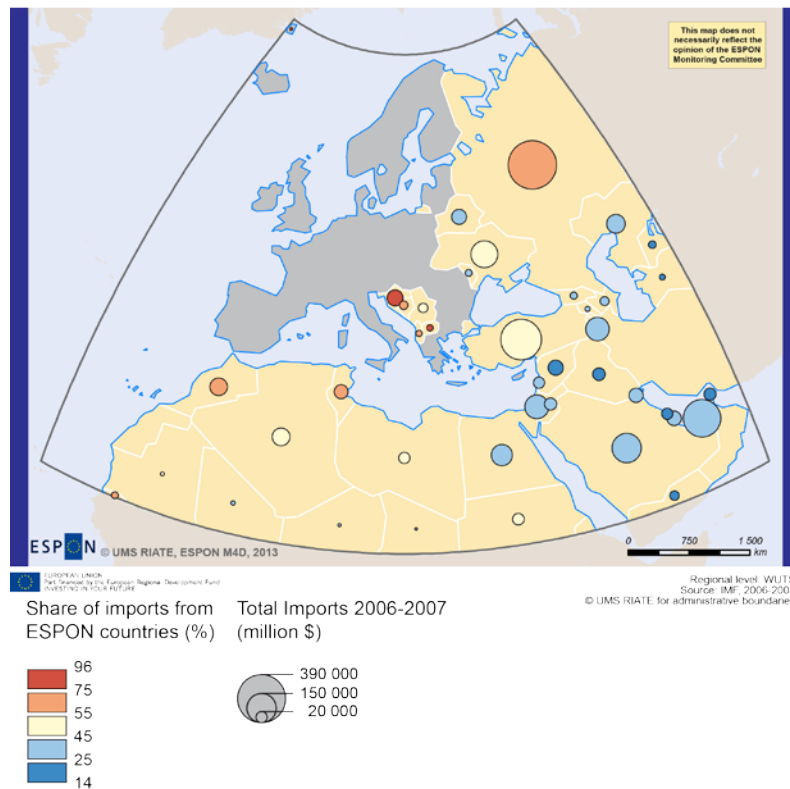 This map does not
necessarily reflect the
opinion of the ESPON
Monitoring Committee
ESPON
© UMS RIATE, ESPON M4D, 2013
0 750 1 500
km
EUROPEAN UNION
Part financed by the European Regional Development Fund
INVESTING IN YOUR FUTURE
Regional level: WUTS
Source: IMF, 2006-200
© UMS RIATE for administrative boundarie
Share of imports from
ESPON countries (%)
Total Imports 2006-2007
(million $)
96
75
55
45
25
14
390 000
150 000
20 000